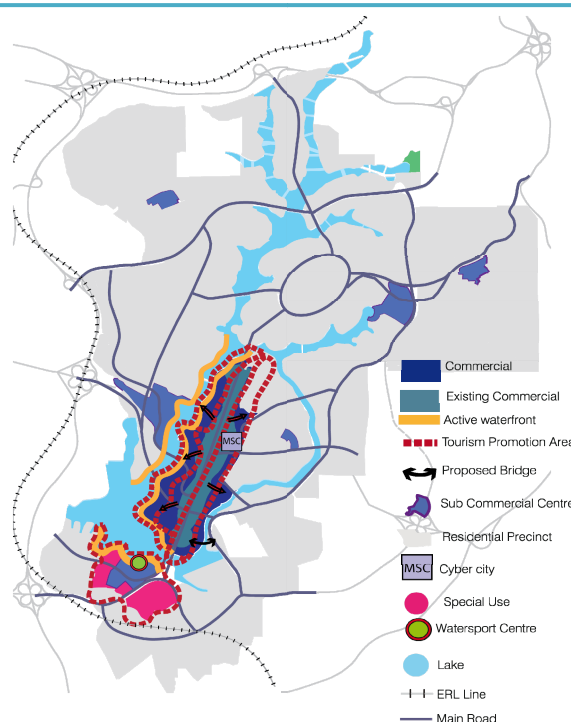 Commercial
Existing Commercial
Active waterfront
Tourism Promotion Area
Proposed Bridge
MSC
Sub Commercial Centre
Residential Precinct
MSC Cyber city
Special Use
Watersport Centre
Lake
ERL Line
Main Road